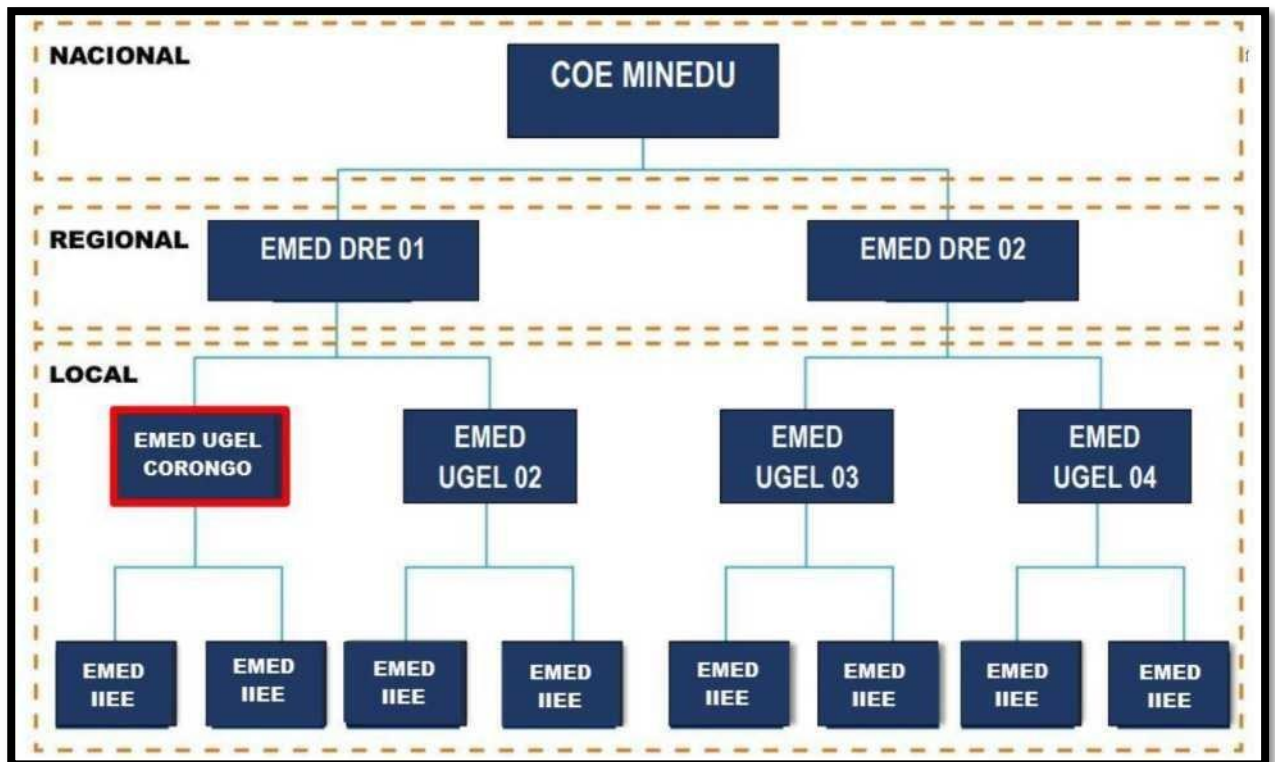 NACIONAL
COE MINEDU
REGIONAL
EMED DRE 01
EMED DRE 02
LOCAL
EMED UGEL
CORONGO
EMED
UGEL 02
EMED
UGEL 03
EMED
UGEL 04
EMED
IIEE
EMED
IIEE
EMED
IIEE
EMED
IIEE
EMED
IIEE
EMED
IIEE
EMED
IIEE
EMED
IIEE